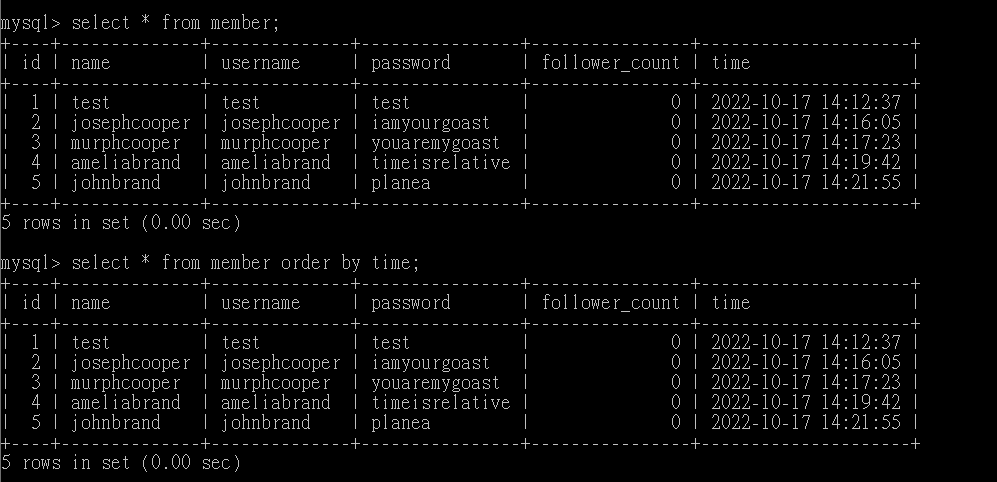 mysql> select * from member;
+----+--------------+--------------+----------------+----------------+---------------------+
| id | name         | username     | password       | follower_count | time                |
+----+--------------+--------------+----------------+----------------+---------------------+
|  1 | test         | test         | test           |              0 | 2022-10-17 14:12:37 |
|  2 | josephcooper | josephcooper | iamyourgoast   |              0 | 2022-10-17 14:16:05 |
|  3 | murphcooper  | murphcooper  | youaremygoast  |              0 | 2022-10-17 14:17:23 |
|  4 | ameliabrand  | ameliabrand  | timeisrelative |              0 | 2022-10-17 14:19:42 |
|  5 | johnbrand    | johnbrand    | planea         |              0 | 2022-10-17 14:21:55 |
+----+--------------+--------------+----------------+----------------+---------------------+
5 rows in set (0.00 sec)
mysql> select * from member order by time;
+----+--------------+--------------+----------------+----------------+---------------------+
| id | name         | username     | password       | follower_count | time                |
+----+--------------+--------------+----------------+----------------+---------------------+
|  1 | test         | test         | test           |              0 | 2022-10-17 14:12:37 |
|  2 | josephcooper | josephcooper | iamyourgoast   |              0 | 2022-10-17 14:16:05 |
|  3 | murphcooper  | murphcooper  | youaremygoast  |              0 | 2022-10-17 14:17:23 |
|  4 | ameliabrand  | ameliabrand  | timeisrelative |              0 | 2022-10-17 14:19:42 |
|  5 | johnbrand    | johnbrand    | planea         |              0 | 2022-10-17 14:21:55 |
+----+--------------+--------------+----------------+----------------+---------------------+
5 rows in set (0.00 sec)